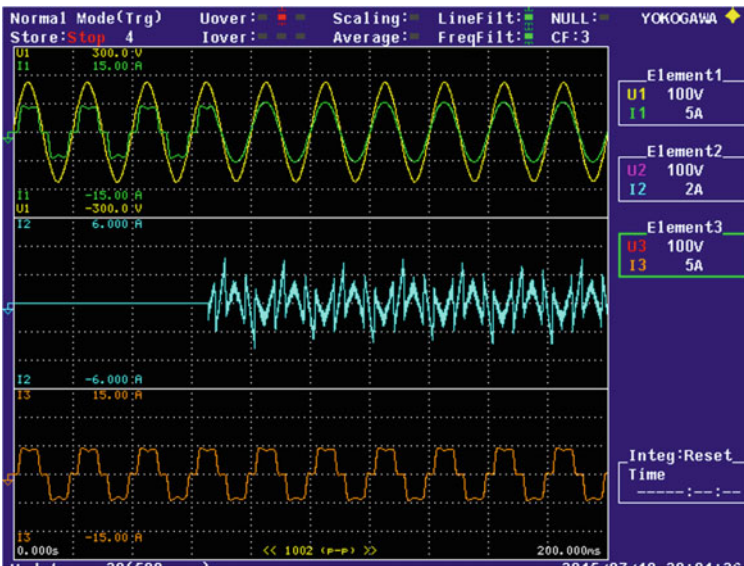 Normal Mode(Trg) Uover: Scaling: LineFilt: NULL: YOKOGAWA
Store:Stop 4 Iover: Average: FreqFilt: CF:3
U1 300.0 V
I1 15.00 A
I1 -15.00 A
U1 -300.0 V
I2 6.000 A
I2 -6.000 A
I3 15.00 A
I3 -15.00 A
0.000s << 1002 (p-p) >> 200.000ms
Element1
U1 100V
I1 5A
Element2
U2 100V
I2 2A
Element3
U3 100V
I3 5A
Integ:Reset
Time
-----:--:--